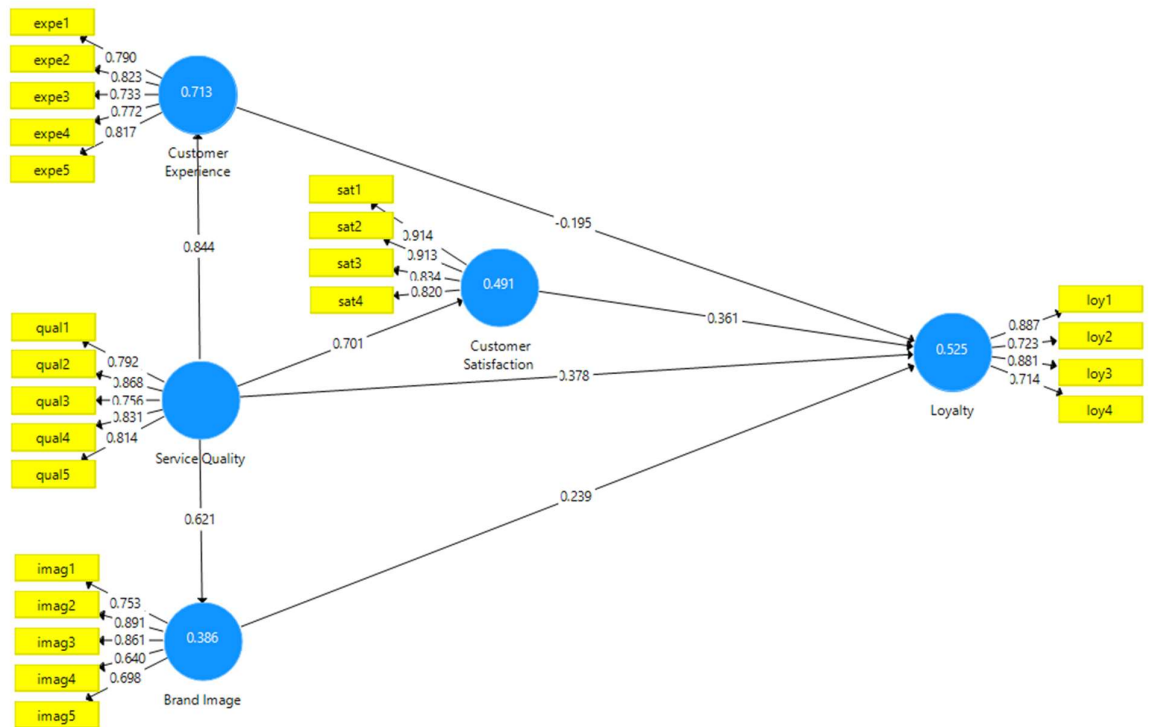 expe1
expe2
expe3
expe4
expe5
0.790
0.823
0.733
0.772
0.817
0.713
Customer
Experience
0.844
-0.195
sat1
sat2
sat3
sat4
0.914
0.913
0.834
0.820
0.491
Customer
Satisfaction
0.701
0.361
qual1
qual2
qual3
qual4
qual5
0.792
0.868
0.756
0.831
0.814
Service Quality
0.378
0.621
0.239
imag1
imag2
imag3
imag4
imag5
0.753
0.891
0.861
0.640
0.698
0.386
Brand Image
0.525
Loyalty
0.887
0.723
0.881
0.714
loy1
loy2
loy3
loy4